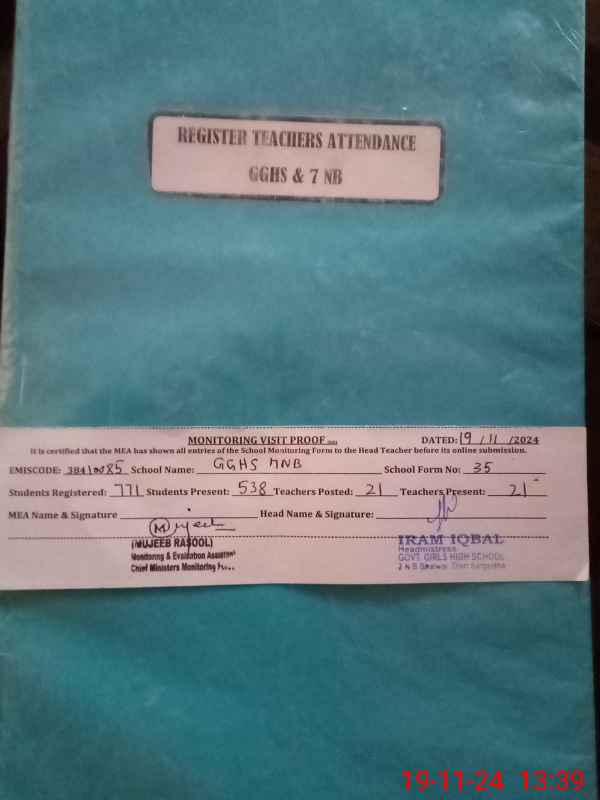 REGISTER TEACHERS ATTENDANCE
GGHS & 7 NB
MONITORING VISIT PROOF
DATED: 19 / 11 /2024
It is certified that the MEA has shown all entries of the School Monitoring Form to the Head Teacher before its online submission.
EMISCODE: 38410085 School Name: GGHS 7NB School Form No: 35
Students Registered: 771 Students Present: 538 Teachers Posted: 21 Teachers Present: 21
MEA Name & Signature Head Name & Signature:
Mujeeb
(MUJEEB RASOOL)
Monitoring & Evaluation Assistant
Chief Ministers Monitoring
IRAM IQBAL
Headmistress
GOVT. GIRLS HIGH SCHOOL
19-11-24 13:39